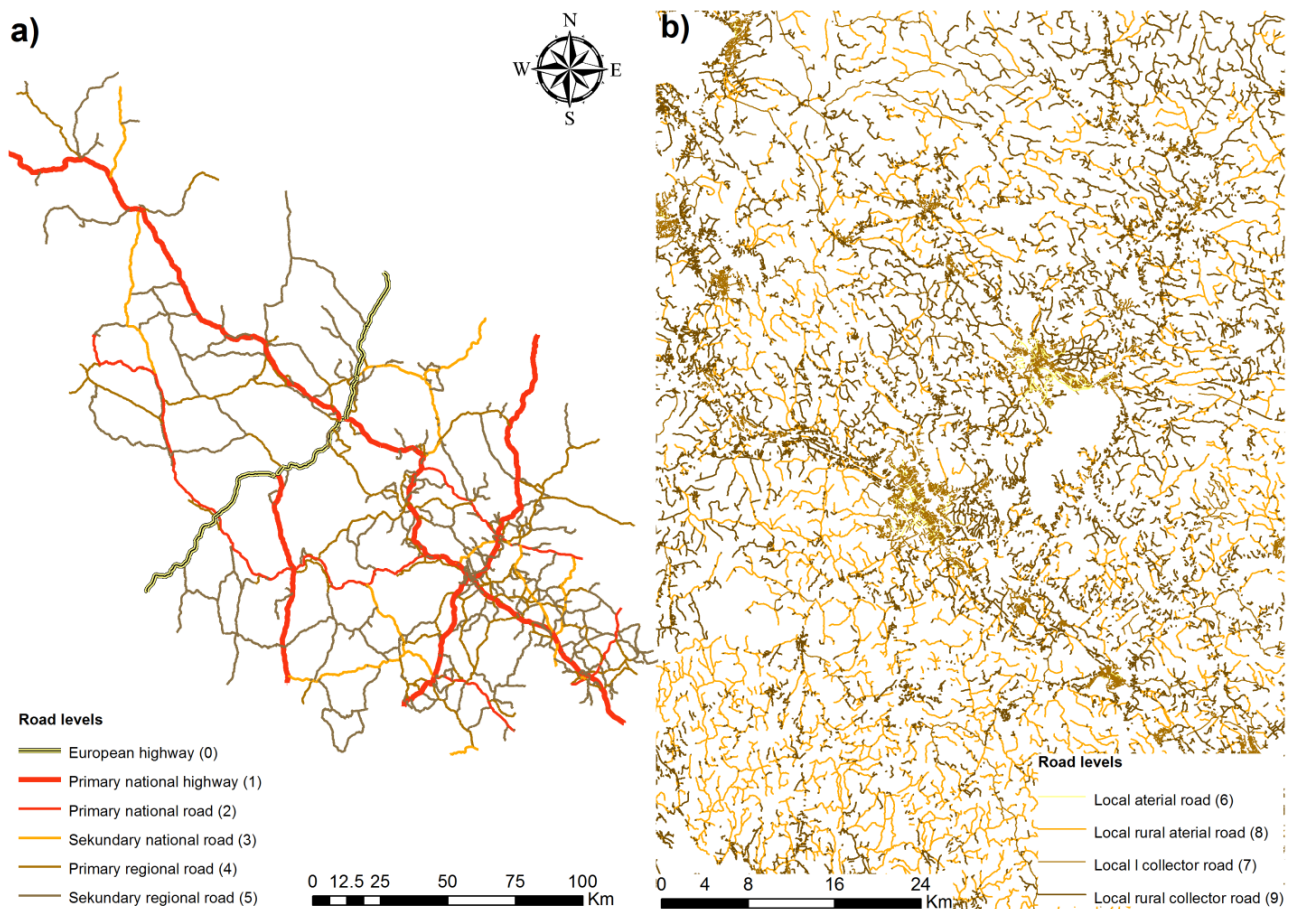 a)
N
W E
S
Road levels
European highway (0)
Primary national highway (1)
Primary national road (2)
Sekundary national road (3)
Primary regional road (4)
Sekundary regional road (5)
0 12.5 25 50 75 100
Km
b)
Road levels
Local aterial road (6)
Local rural aterial road (8)
Local l collector road (7)
Local rural collector road (9)
0 4 8 16 24
Km